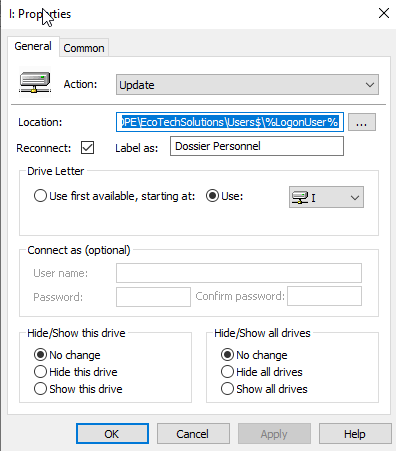 I: Properties
General Common
Action: Update
Location: OPE\EcoTechSolutions\Users$\%LogonUser% ...
Reconnect: Label as: Dossier Personnel
Drive Letter
Use first available, starting at: Use: I
Connect as (optional)
User name:
Password: Confirm password:
Hide/Show this drive Hide/Show all drives
No change No change
Hide this drive Hide all drives
Show this drive Show all drives
OK Cancel Apply Help